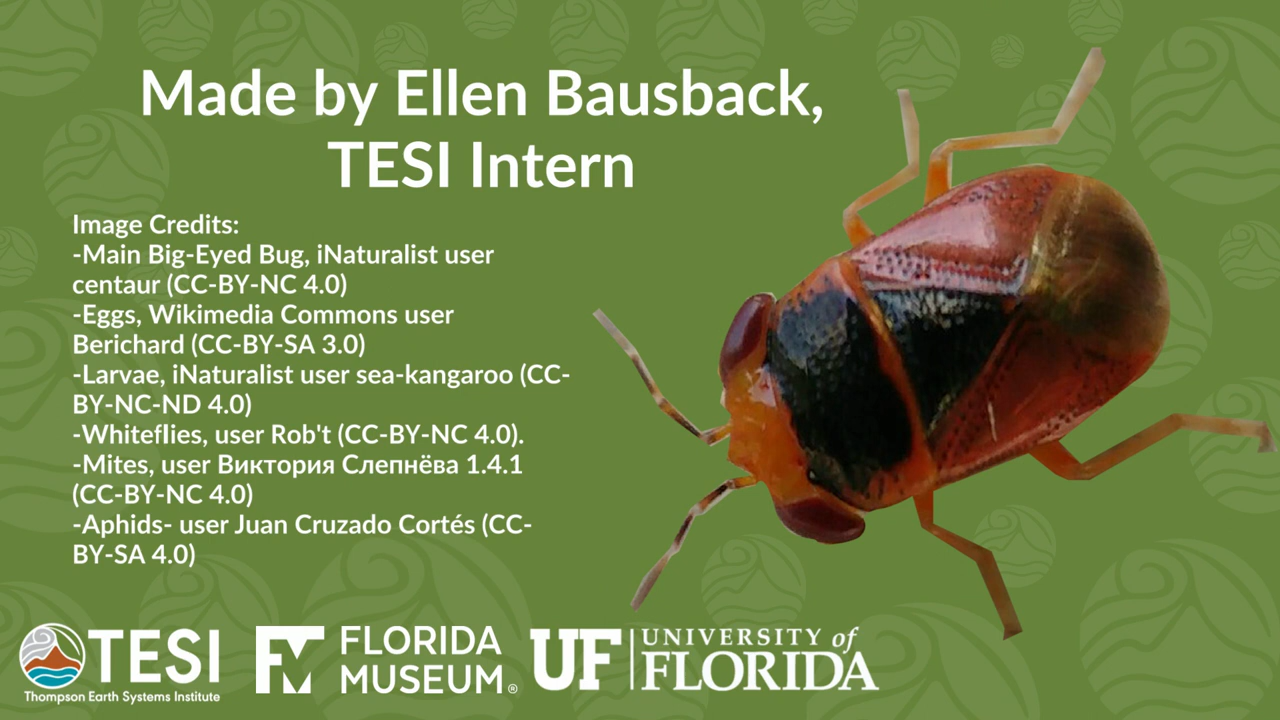 Made by Ellen Bausback,
TESI Intern
Image Credits:
-Main Big-Eyed Bug, iNaturalist user
centaur (CC-BY-NC 4.0)
-Eggs, Wikimedia Commons user
Berichard (CC-BY-SA 3.0)
-Larvae, iNaturalist user sea-kangaroo (CC-
BY-NC-ND 4.0)
-Whiteflies, user Rob't (CC-BY-NC 4.0).
-Mites, user Виктория Слепнёва 1.4.1
(CC-BY-NC 4.0)
-Aphids- user Juan Cruzado Cortés (CC-
BY-SA 4.0)
TESI
Thompson Earth Systems Institute
FLORIDA
MUSEUM®
UF
UNIVERSITY of
FLORIDA